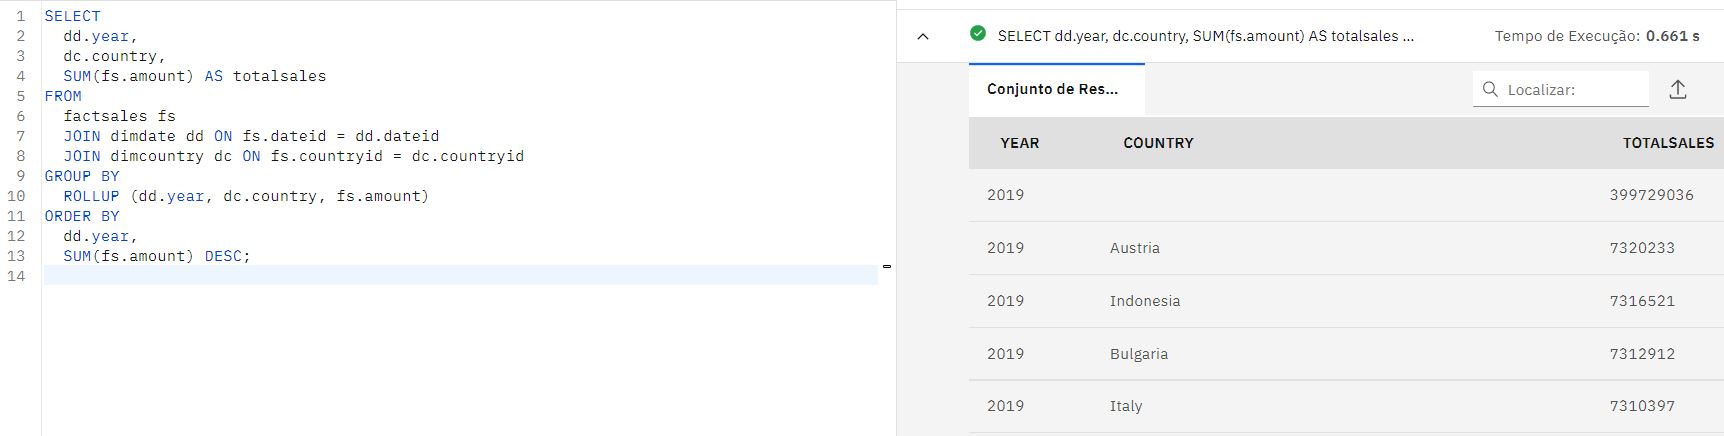 1 SELECT
2 dd.year,
3 dc.country,
4 SUM(fs.amount) AS totalsales
5 FROM
6 factsales fs
7 JOIN dimdate dd ON fs.dateid = dd.dateid
8 JOIN dimcountry dc ON fs.countryid = dc.countryid
9 GROUP BY
10 ROLLUP (dd.year, dc.country, fs.amount)
11 ORDER BY
12 dd.year,
13 SUM(fs.amount) DESC;
14
SELECT dd.year, dc.country, SUM(fs.amount) AS totalsales ... Tempo de Execução: 0.661 s
Conjunto de Res... Localizar:
YEAR COUNTRY TOTALSALES
2019 399729036
2019 Austria 7320233
2019 Indonesia 7316521
2019 Bulgaria 7312912
2019 Italy 7310397